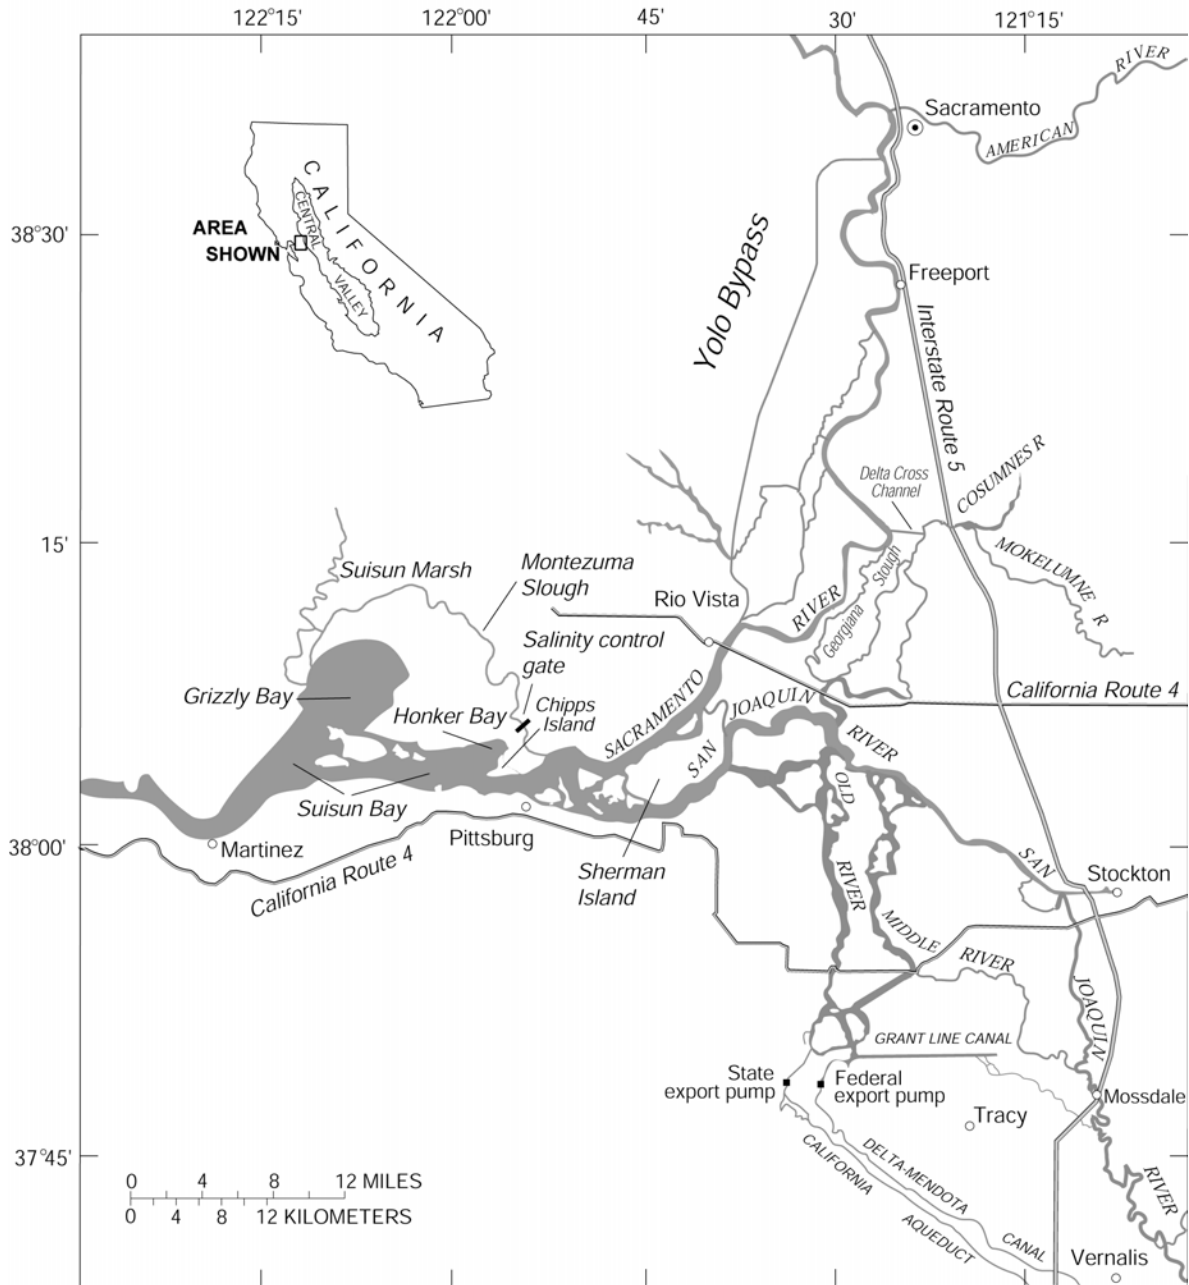 122°15'
122°00'
45'
30'
121°15'
RIVER
Sacramento
AMERICAN
CALIFORNIA
CENTRAL
VALLEY
AREA
SHOWN
38°30'
Yolo Bypass
Freeport
Interstate Route 5
Delta Cross
Channel
COSUMNES R
15'
MOKELUMNE R
Suisun Marsh
Montezuma
Slough
Rio Vista
RIVER
Georgiana
Slough
Salinity control
gate
Grizzly Bay
Honker Bay
Chipps
Island
SACRAMENTO
JOAQUIN
SAN
RIVER
California Route 4
Suisun Bay
OLD
RIVER
38°00'
Martinez
Pittsburg
California Route 4
Sherman
Island
SAN
Stockton
MIDDLE
RIVER
JOAQUIN
GRANT LINE CANAL
State
export pump
Federal
export pump
Mossdale
Tracy
37°45'
CALIFORNIA
AQUEDUCT
DELTA-MENDOTA
CANAL
RIVER
Vernalis
0 4 8 12 MILES
0 4 8 12 KILOMETERS